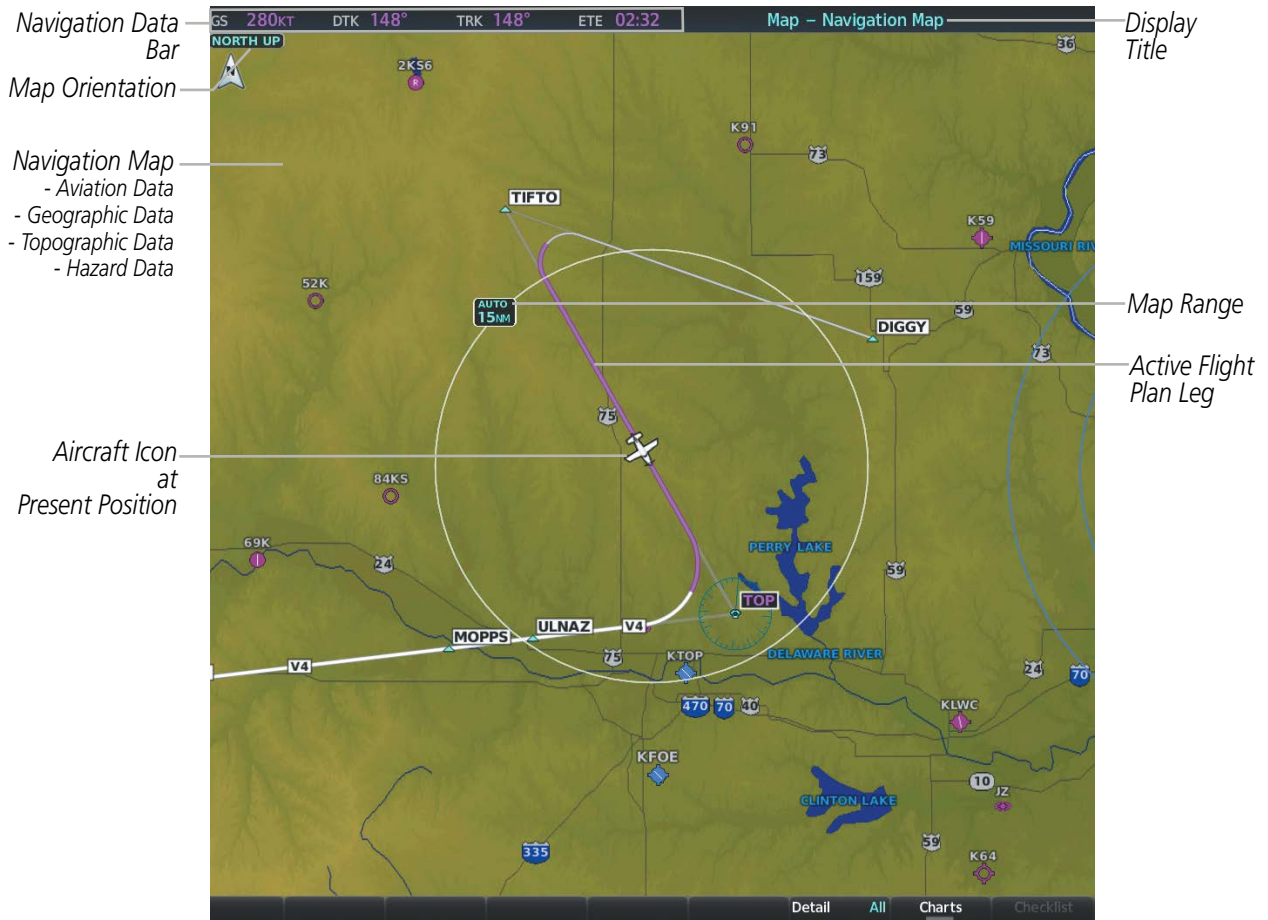 Navigation Data
Bar
Map Orientation
Navigation Map
- Aviation Data
- Geographic Data
- Topographic Data
- Hazard Data
Aircraft Icon
at
Present Position
GS 280KT DTK 148° TRK 148° ETE 02:32
Map – Navigation Map
Display
Title
NORTH UP
N
36
2KS6
R
K91
73
TIFTO
K59
MISSOURI RIV
159
52K
AUTO
15NM
59
Map Range
DIGGY
73
Active Flight
Plan Leg
75
84KS
69K
24
PERRY LAKE
59
TOP
V4
ULNAZ
MOPPS
V4
75
KTOP
DELAWARE RIVER
24
70
470
70
40
KLWC
KFOE
10
JZ
CLINTON LAKE
59
335
K64
Detail All Charts Checklist